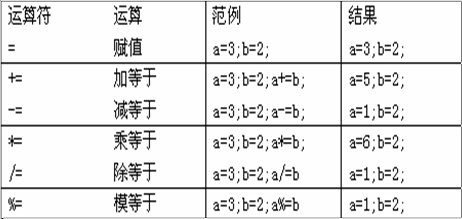 运算符 运算 范例 结果
= 赋值 a=3;b=2; a=3;b=2;
+= 加等于 a=3;b=2;a+=b; a=5;b=2;
-= 减等于 a=3;b=2;a-=b; a=1;b=2;
*= 乘等于 a=3;b=2;a*=b; a=6;b=2;
/= 除等于 a=3;b=2;a/=b a=1;b=2;
%= 模等于 a=3;b=2;a%=b a=1;b=2;